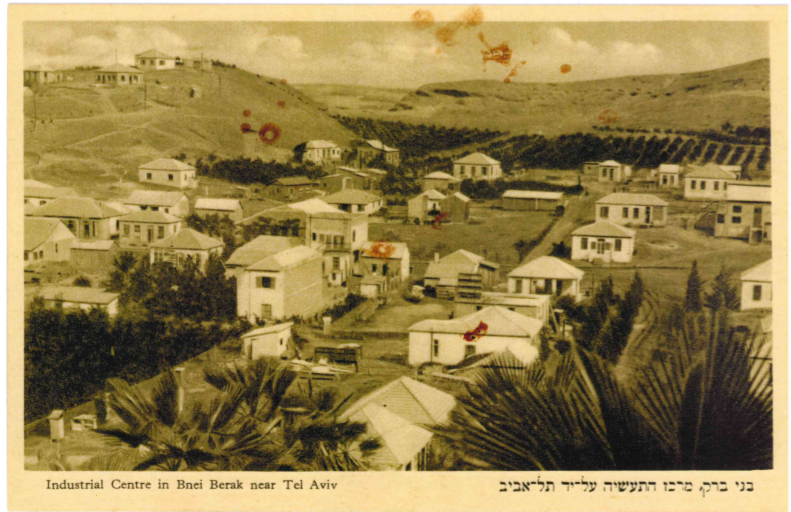 Industrial Centre in Bnei Berak near Tel Aviv
בני ברק, מרכז התעשיה על־יד תל־אביב